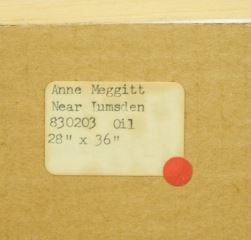 Anne Meggitt
Near Lumsden
830203 Oil
28" x 36"